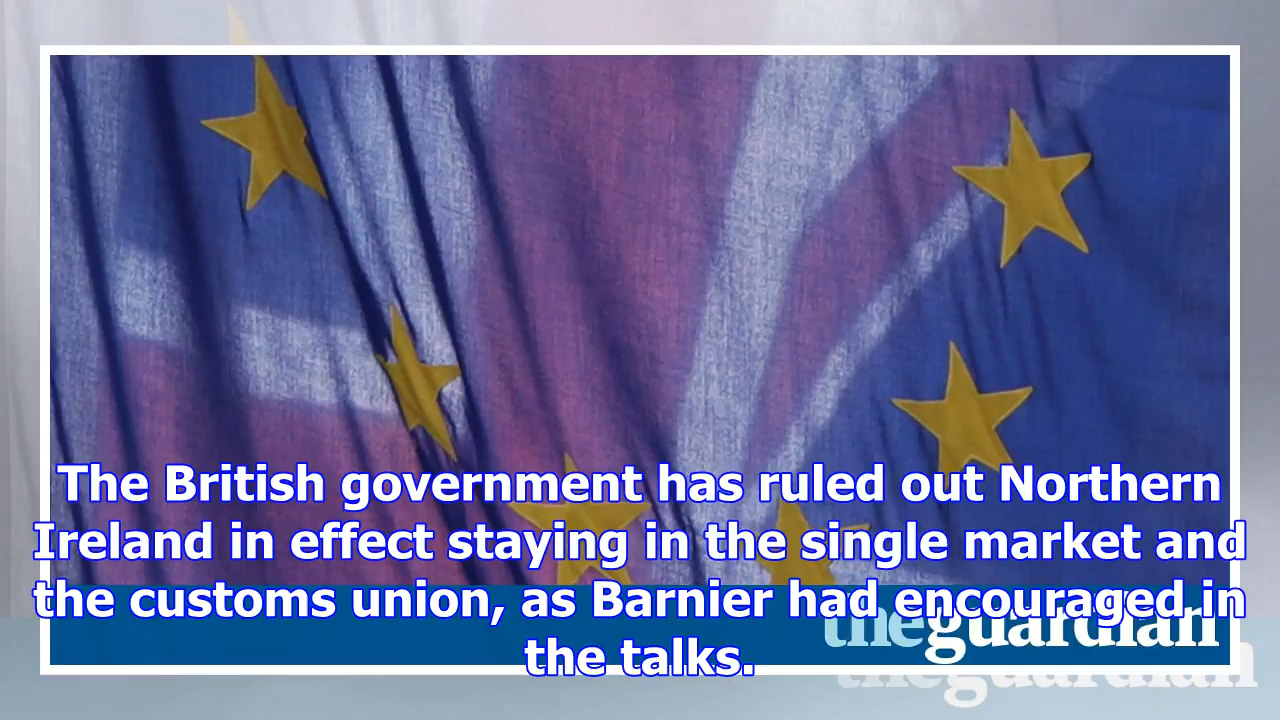 The British government has ruled out Northern
Ireland in effect staying in the single market and
the customs union, as Barnier had encouraged in
the talks.
theguardian
theguardian